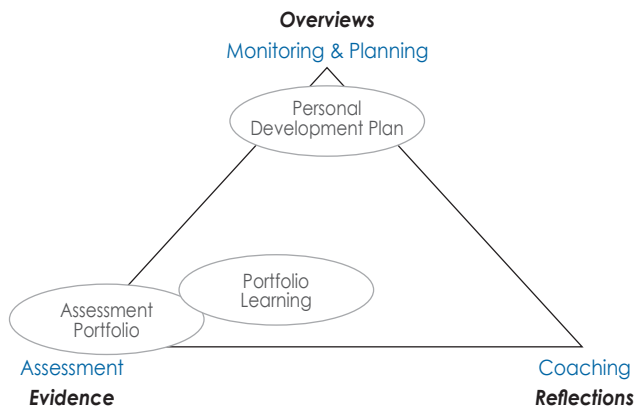 Overviews
Monitoring & Planning
Personal
Development Plan
Portfolio
Learning
Assessment
Portfolio
Assessment
Evidence
Coaching
Reflections